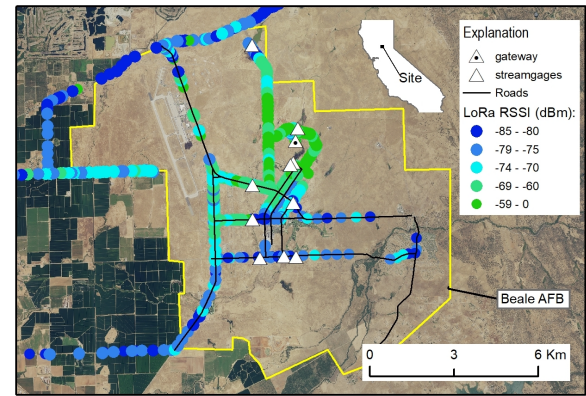 Explanation
gateway
streamgages
Roads
LoRa RSSI (dBm):
-85 - -80
-79 - -75
-74 - -70
-69 - -60
-59 - 0
Site
Beale AFB
0 3 6 Km